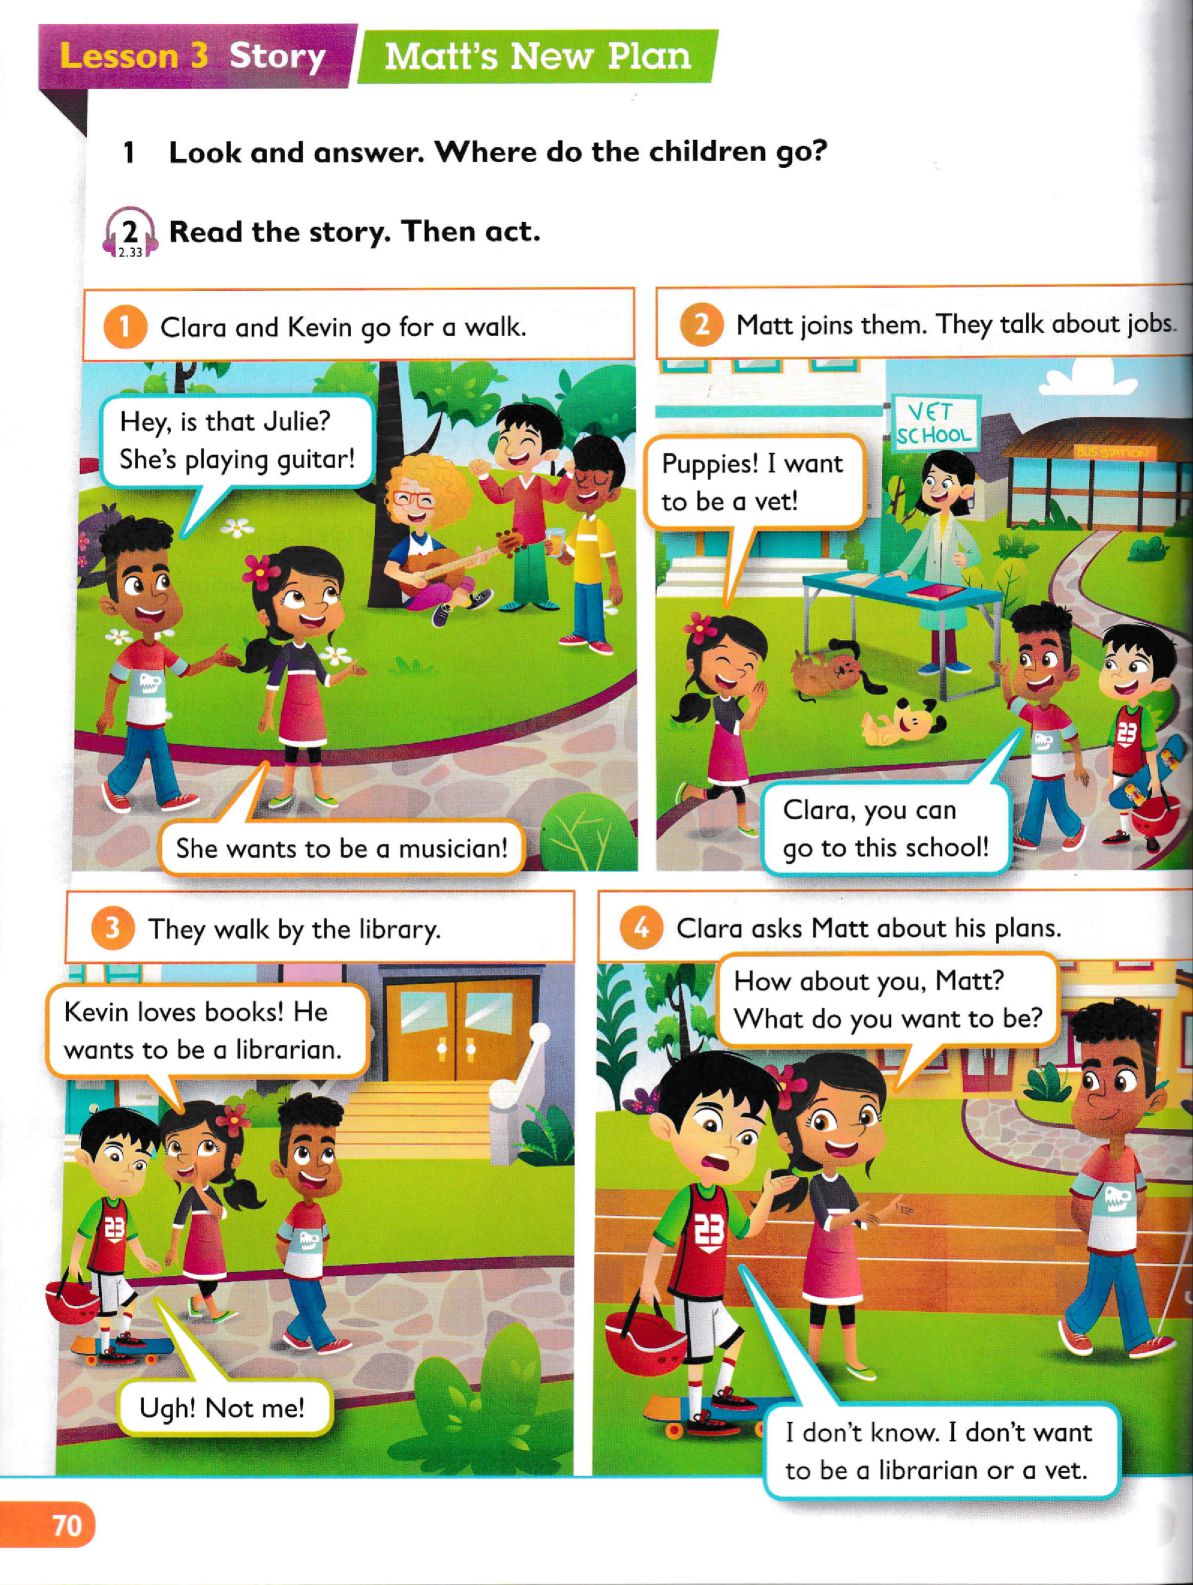 Lesson 3 Story
Matt's New Plan
1 Look and answer. Where do the children go?
2 Read the story. Then act.
2.33
1 Clara and Kevin go for a walk.
Hey, is that Julie?
She's playing guitar!
She wants to be a musician!
2 Matt joins them. They talk about jobs.
VET
SCHOOL
BUS STATION
Puppies! I want
to be a vet!
23
Clara, you can
go to this school!
3 They walk by the library.
Kevin loves books! He
wants to be a librarian.
23
Ugh! Not me!
4 Clara asks Matt about his plans.
How about you, Matt?
What do you want to be?
23
I don't know. I don't want
to be a librarian or a vet.
70